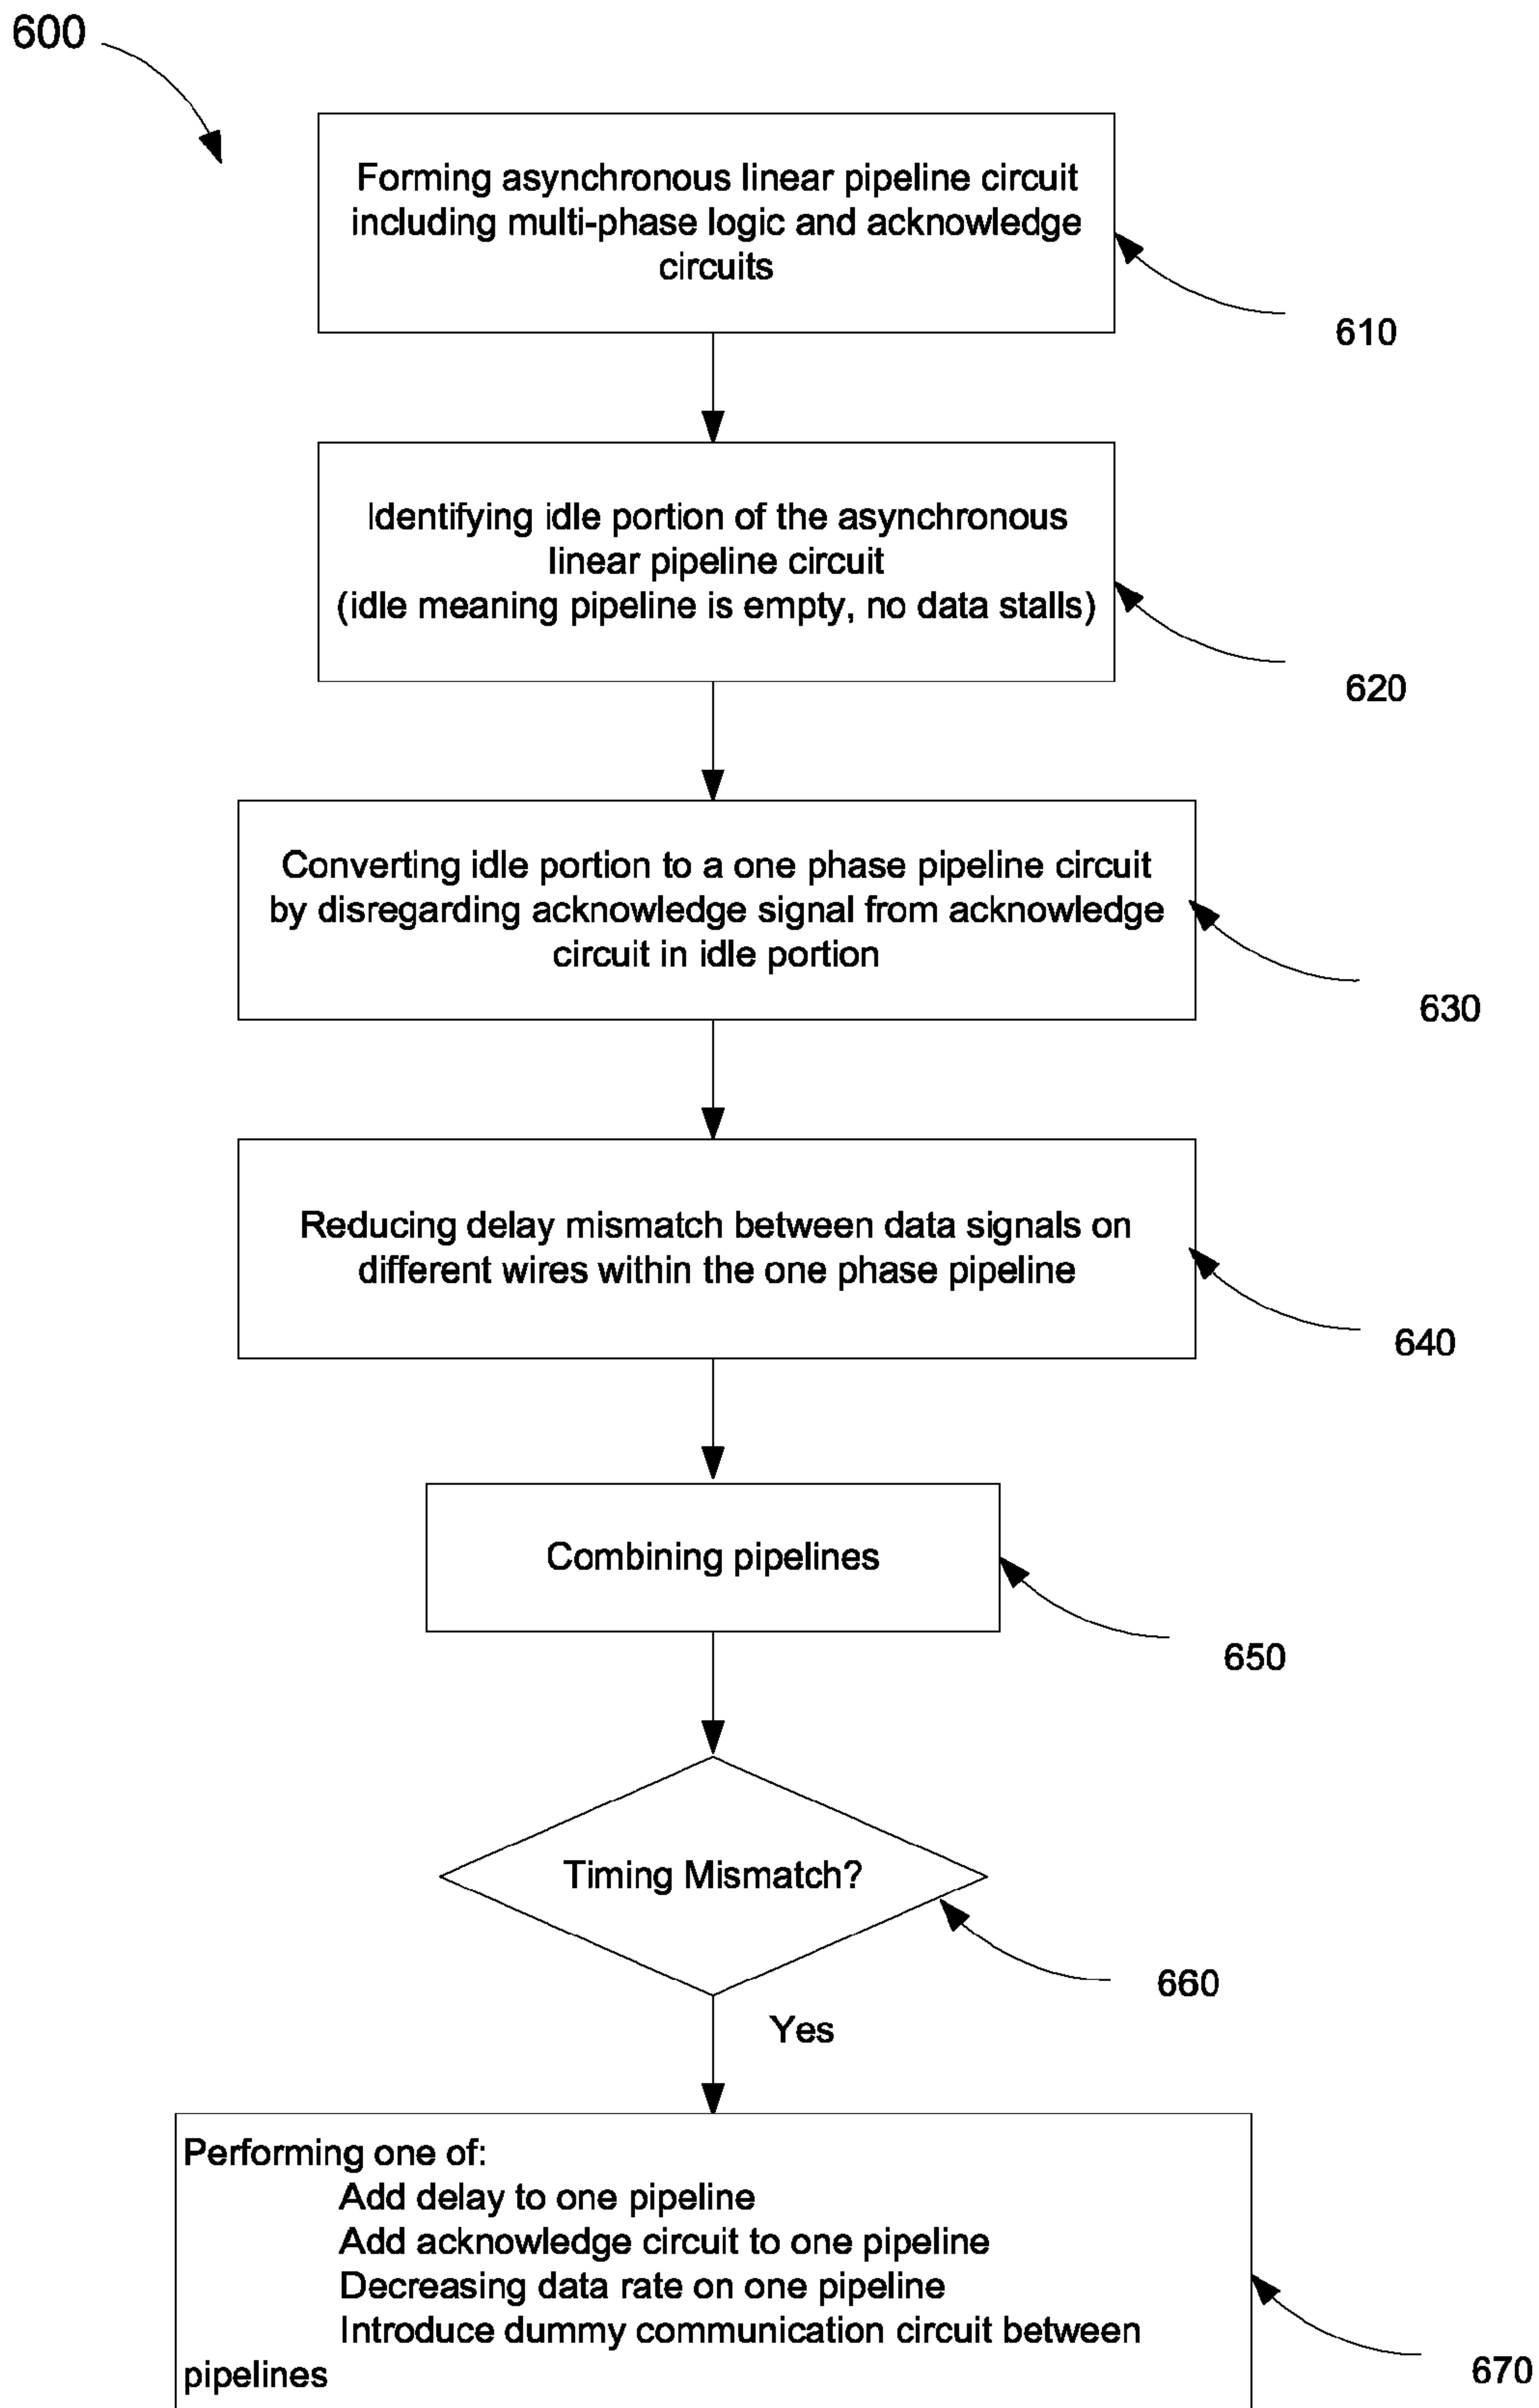 600
Forming asynchronous linear pipeline circuit
including multi-phase logic and acknowledge
circuits
610
Identifying idle portion of the asynchronous
linear pipeline circuit
(idle meaning pipeline is empty, no data stalls)
620
Converting idle portion to a one phase pipeline circuit
by disregarding acknowledge signal from acknowledge
circuit in idle portion
630
Reducing delay mismatch between data signals on
different wires within the one phase pipeline
640
Combining pipelines
650
Timing Mismatch?
660
Yes
Performing one of:
Add delay to one pipeline
Add acknowledge circuit to one pipeline
Decreasing data rate on one pipeline
Introduce dummy communication circuit between
pipelines
670